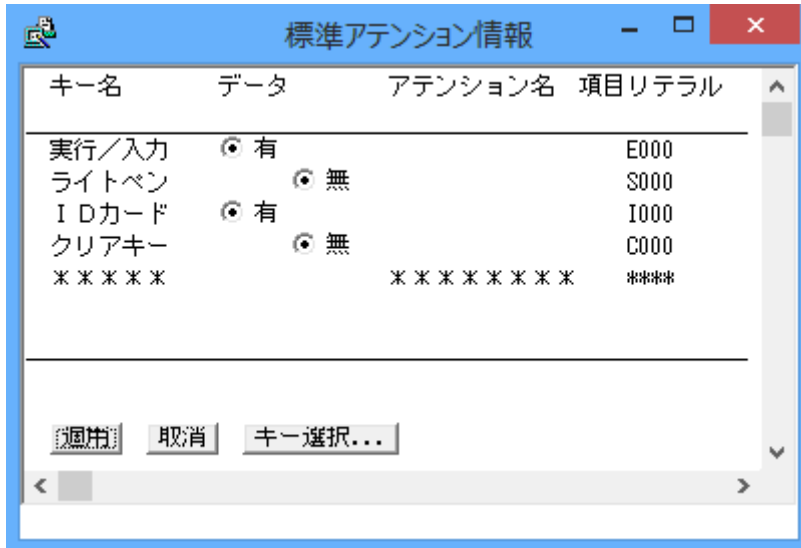 標準アテンション情報
キー名 データ アテンション名 項目リテラル
実行／入力 有 E000
ライトペン 無 S000
ＩＤカード 有 I000
クリアキー 無 C000
＊＊＊＊＊ ＊＊＊＊＊＊＊＊ ****
適用 取消 キー選択...